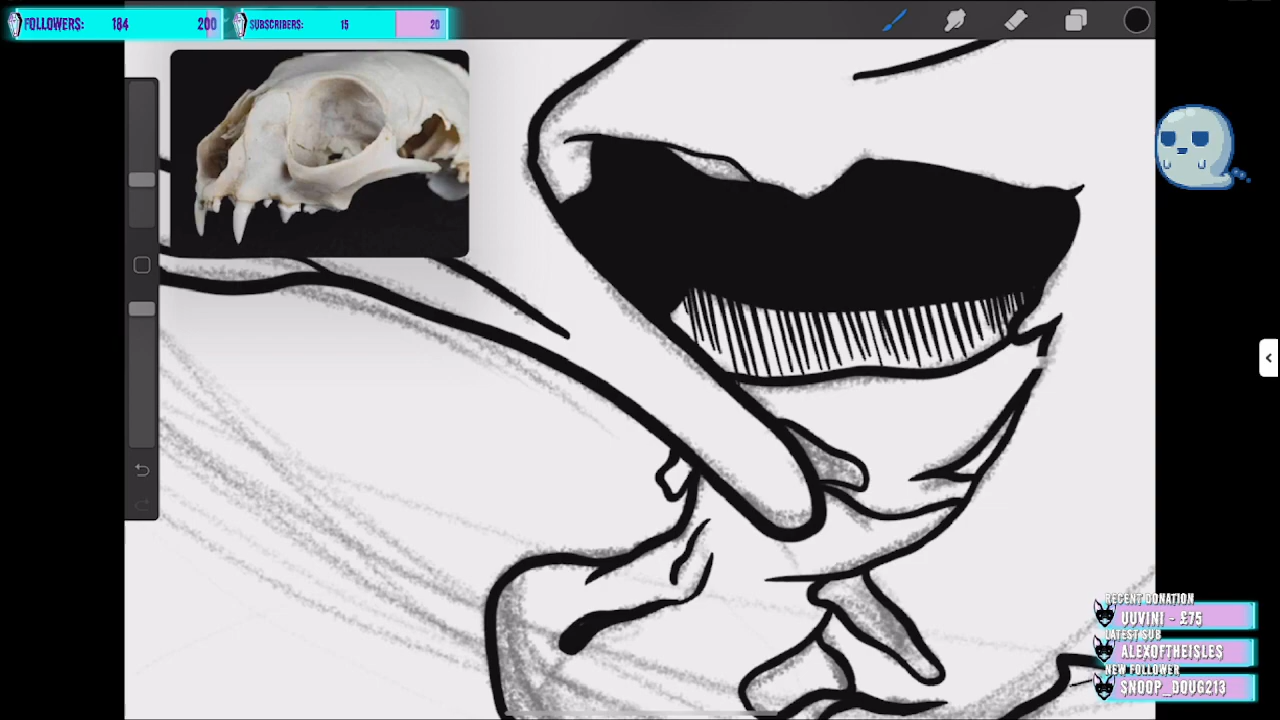 FOLLOWERS: 184 200
SUBSCRIBERS: 15 20
RECENT DONATION
UUVINI - £75
LATEST SUB
ALEXOFTHEISLES
NEW FOLLOWER
SNOOP_DOUG213